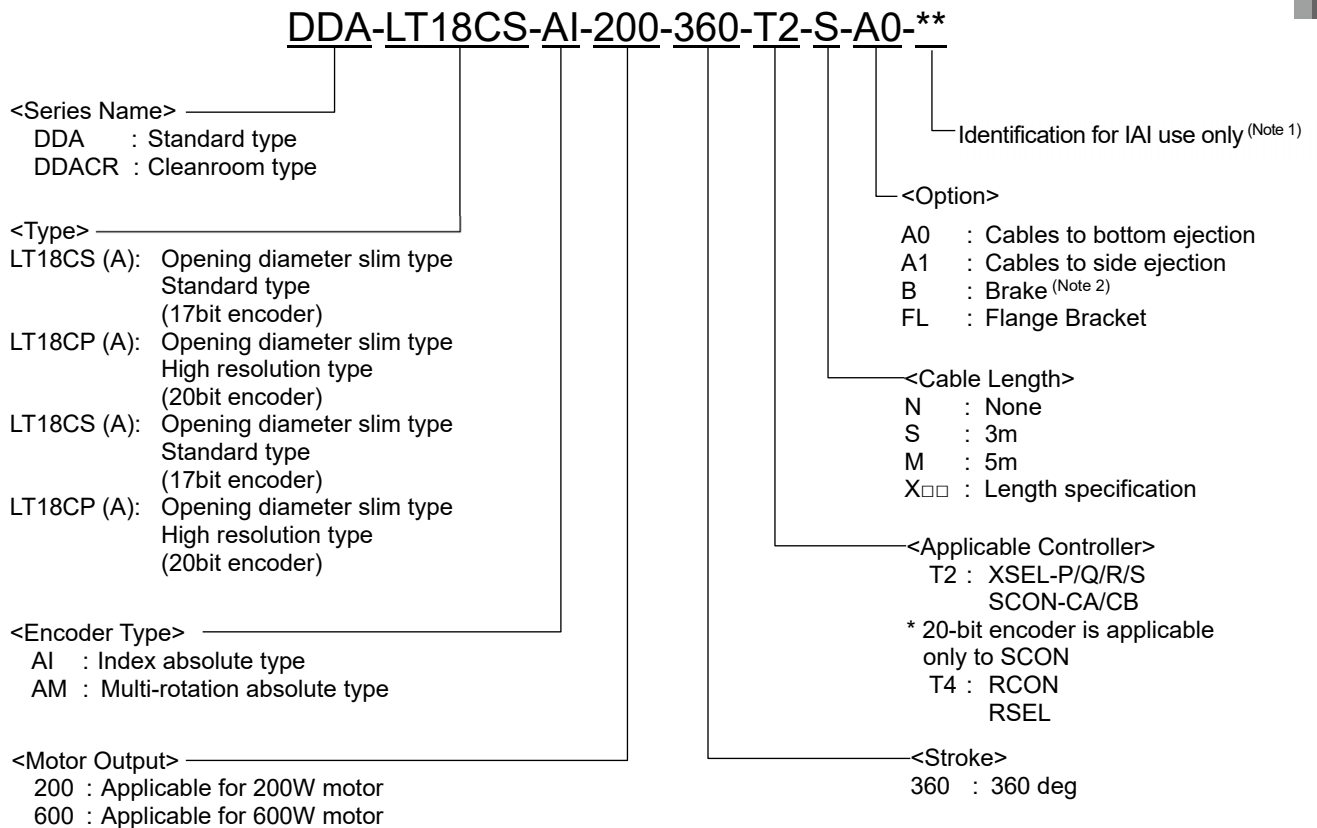 DDA-LT18CS-AI-200-360-T2-S-A0-**
<Series Name>
DDA : Standard type
DDACR : Cleanroom type
<Type>
LT18CS (A): Opening diameter slim type
Standard type
(17bit encoder)
LT18CP (A): Opening diameter slim type
High resolution type
(20bit encoder)
LT18CS (A): Opening diameter slim type
Standard type
(17bit encoder)
LT18CP (A): Opening diameter slim type
High resolution type
(20bit encoder)
<Encoder Type>
AI : Index absolute type
AM : Multi-rotation absolute type
<Motor Output>
200 : Applicable for 200W motor
600 : Applicable for 600W motor
Identification for IAI use only (Note 1)
<Option>
A0 : Cables to bottom ejection
A1 : Cables to side ejection
B : Brake (Note 2)
FL : Flange Bracket
<Cable Length>
N : None
S : 3m
M : 5m
X□□ : Length specification
<Applicable Controller>
T2 : XSEL-P/Q/R/S
SCON-CA/CB
* 20-bit encoder is applicable
only to SCON
T4 : RCON
RSEL
<Stroke>
360 : 360 deg